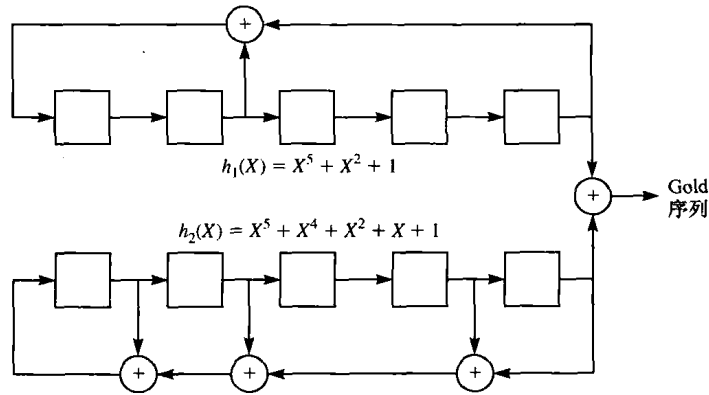 +
h₁(X) = X⁵ + X² + 1
+
Gold
序列
h₂(X) = X⁵ + X⁴ + X² + X + 1
+
+
+